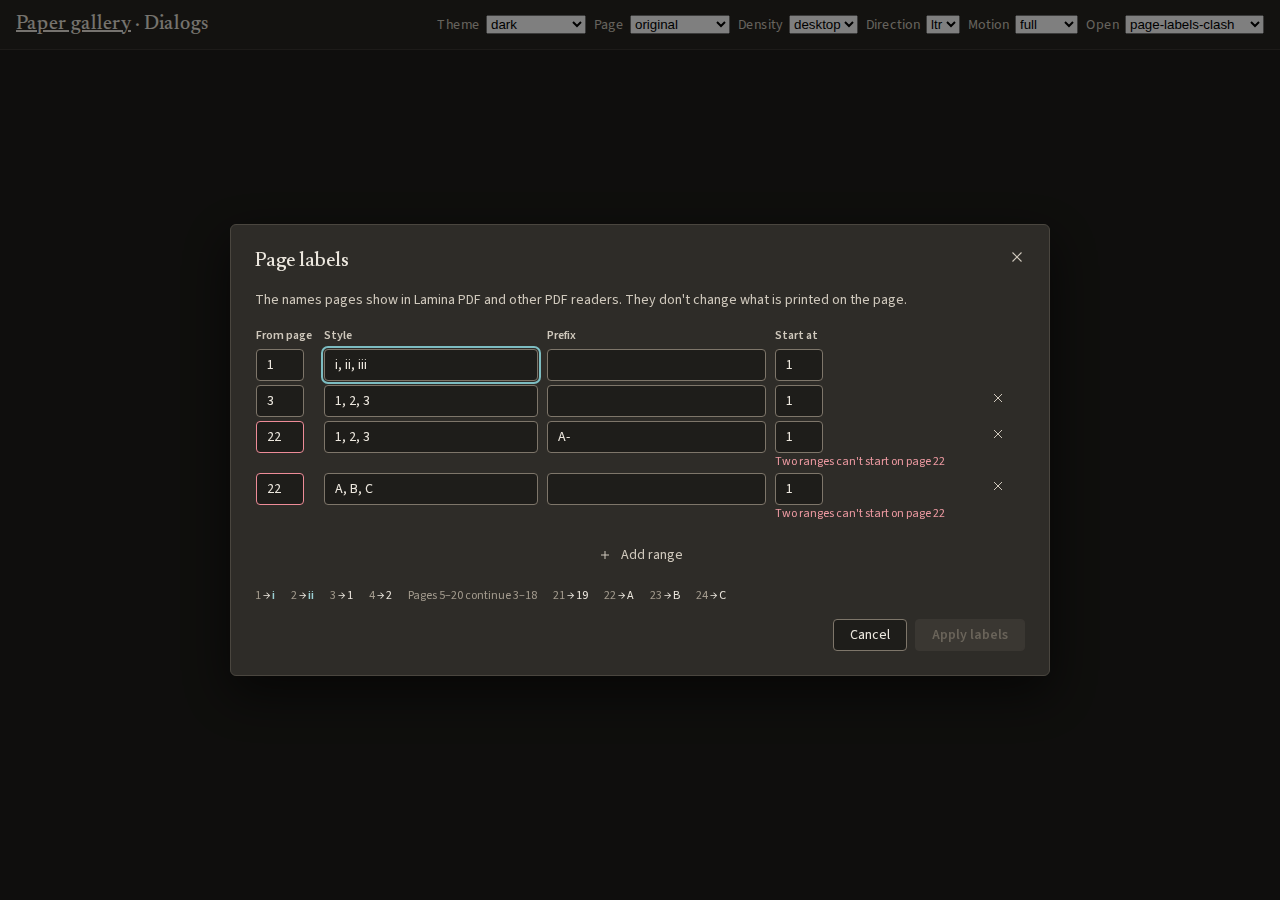 Paper gallery · Dialogs Theme dark Page original Density desktop Direction ltr Motion full Open page-labels-clash
Page labels
The names pages show in Lamina PDF and other PDF readers. They don't change what is printed on the page.
From page Style Prefix Start at
1 i, ii, iii 1
3 1, 2, 3 1
22 1, 2, 3 A- 1
Two ranges can't start on page 22
22 A, B, C 1
Two ranges can't start on page 22
+ Add range
1→i 2→ii 3→1 4→2 Pages 5–20 continue 3–18 21→19 22→A 23→B 24→C
Cancel Apply labels